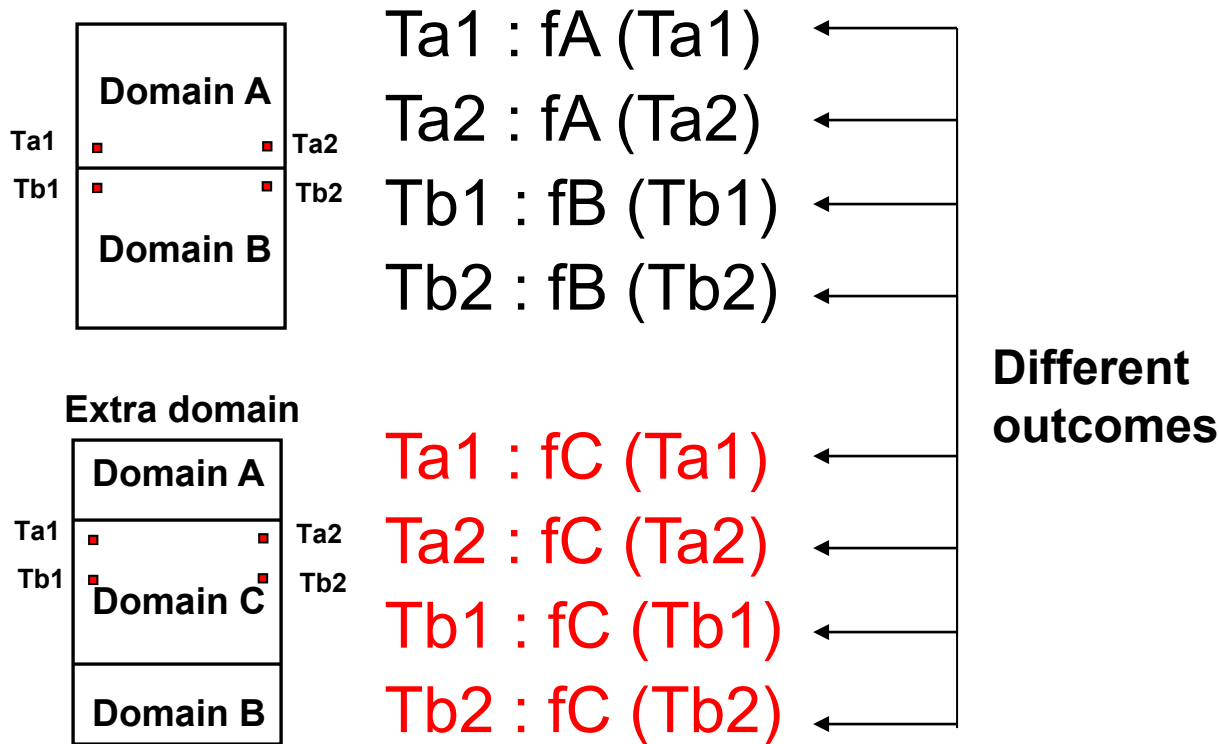 Domain A
Ta1
Ta2
Tb1
Tb2
Domain B
Ta1 : fA (Ta1)
Ta2 : fA (Ta2)
Tb1 : fB (Tb1)
Tb2 : fB (Tb2)
Different
outcomes
Extra domain
Domain A
Ta1
Ta2
Tb1
Tb2
Domain C
Domain B
Ta1 : fC (Ta1)
Ta2 : fC (Ta2)
Tb1 : fC (Tb1)
Tb2 : fC (Tb2)